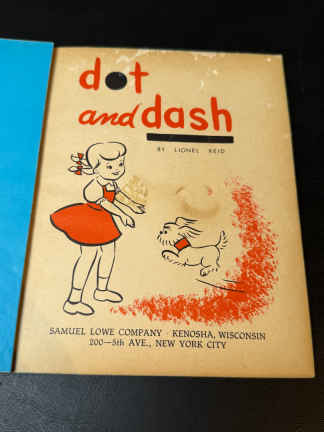 dot
and dash
BY LIONEL REID
SAMUEL LOWE COMPANY · KENOSHA, WISCONSIN
200—5th AVE., NEW YORK CITY